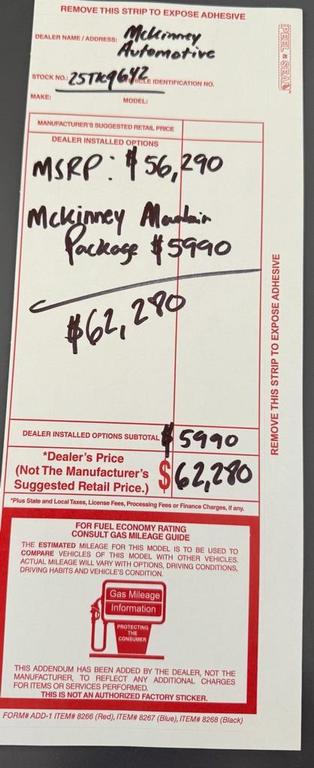 REMOVE THIS STRIP TO EXPOSE ADHESIVE
DEALER NAME / ADDRESS: McKinney
Automotive
PEEL n SEAL
STOCK NO.: 25TK9642 VEHICLE IDENTIFICATION NO.
MAKE: MODEL:
MANUFACTURER'S SUGGESTED RETAIL PRICE
DEALER INSTALLED OPTIONS
MSRP: $56,290
McKinney Mountain
Package $5990
$62,280
REMOVE THIS STRIP TO EXPOSE ADHESIVE
DEALER INSTALLED OPTIONS SUBTOTAL $5990
*Dealer's Price
(Not The Manufacturer's
Suggested Retail Price.) $62,280
*Plus State and Local Taxes, License Fees, Processing Fees or Finance Charges, if any.
FOR FUEL ECONOMY RATING
CONSULT GAS MILEAGE GUIDE
THE ESTIMATED MILEAGE FOR THIS MODEL IS TO BE USED TO
COMPARE VEHICLES OF THIS MODEL WITH OTHER VEHICLES.
ACTUAL MILEAGE WILL VARY WITH OPTIONS, DRIVING CONDITIONS,
DRIVING HABITS AND VEHICLE'S CONDITION.
Gas Mileage
Information
PROTECTING
THE
CONSUMER
THIS ADDENDUM HAS BEEN ADDED BY THE DEALER, NOT THE
MANUFACTURER, TO REFLECT ANY ADDITIONAL CHARGES
FOR ITEMS OR SERVICES PERFORMED.
THIS IS NOT AN AUTHORIZED FACTORY STICKER.
FORM# ADD-1 ITEM# 8266 (Red), ITEM# 8267 (Blue), ITEM# 8268 (Black)